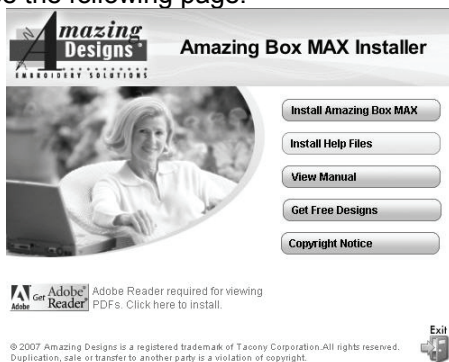 the following page.
Amazing
Designs®
EMBROIDERY SOLUTIONS
Amazing Box MAX Installer
Install Amazing Box MAX
Install Help Files
View Manual
Get Free Designs
Copyright Notice
Adobe
Get Adobe®
Reader®
Adobe Reader required for viewing
PDFs. Click here to install.
Exit
© 2007 Amazing Designs is a registered trademark of Tacony Corporation.All rights reserved.
Duplication, sale or transfer to another party is a violation of copyright.